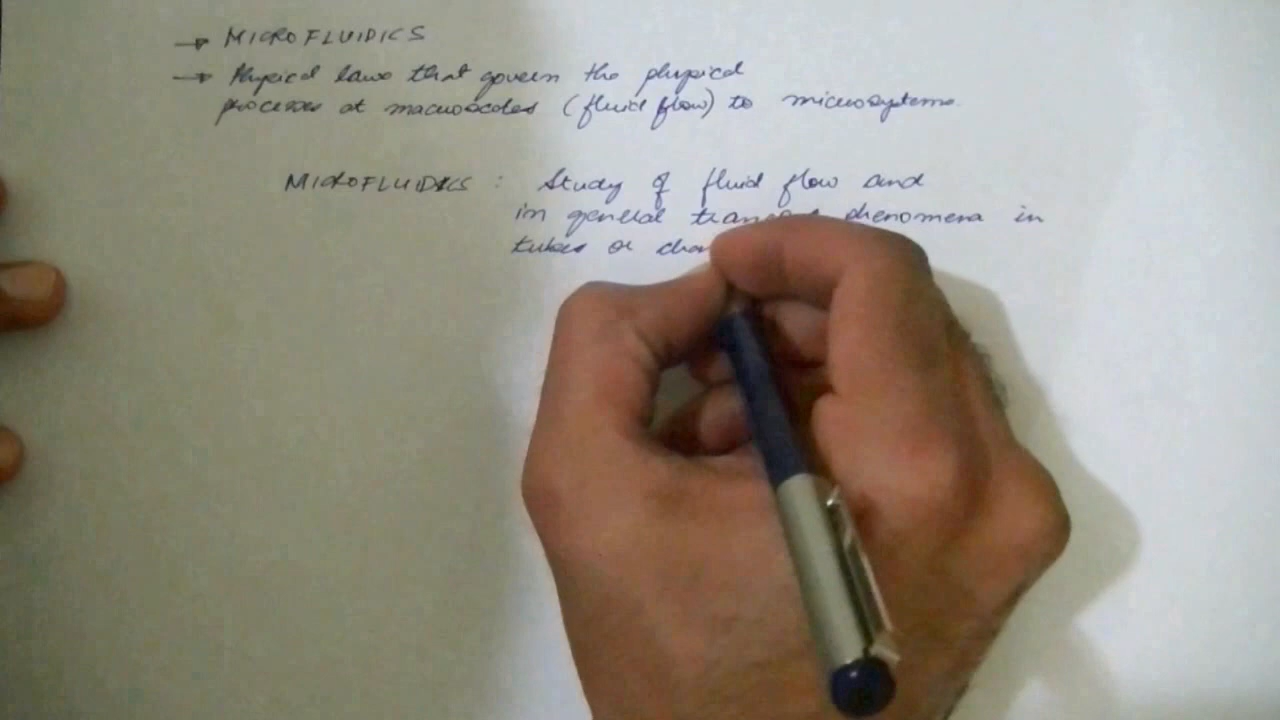 → MICROFLUIDICS
→ Physical laws that govern the physical
processes at macroscales (fluid flow) to microsystems.
MICROFLUIDICS : Study of fluid flow and
in general phenomena in
tubes or